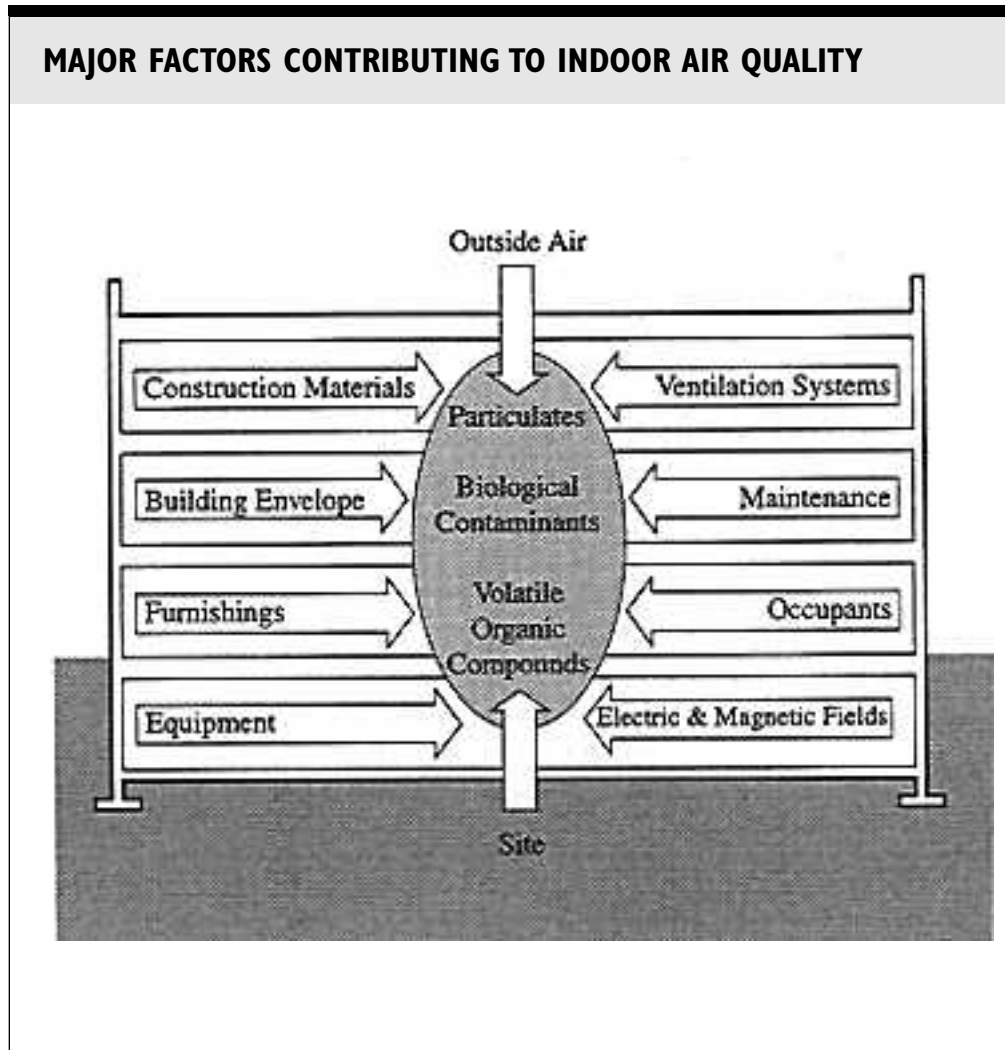 MAJOR FACTORS CONTRIBUTING TO INDOOR AIR QUALITY
Outside Air
Construction Materials
Ventilation Systems
Particulates
Building Envelope
Biological
Contaminants
Maintenance
Furnishings
Volatile
Organic
Compounds
Occupants
Equipment
Electric & Magnetic Fields
Site